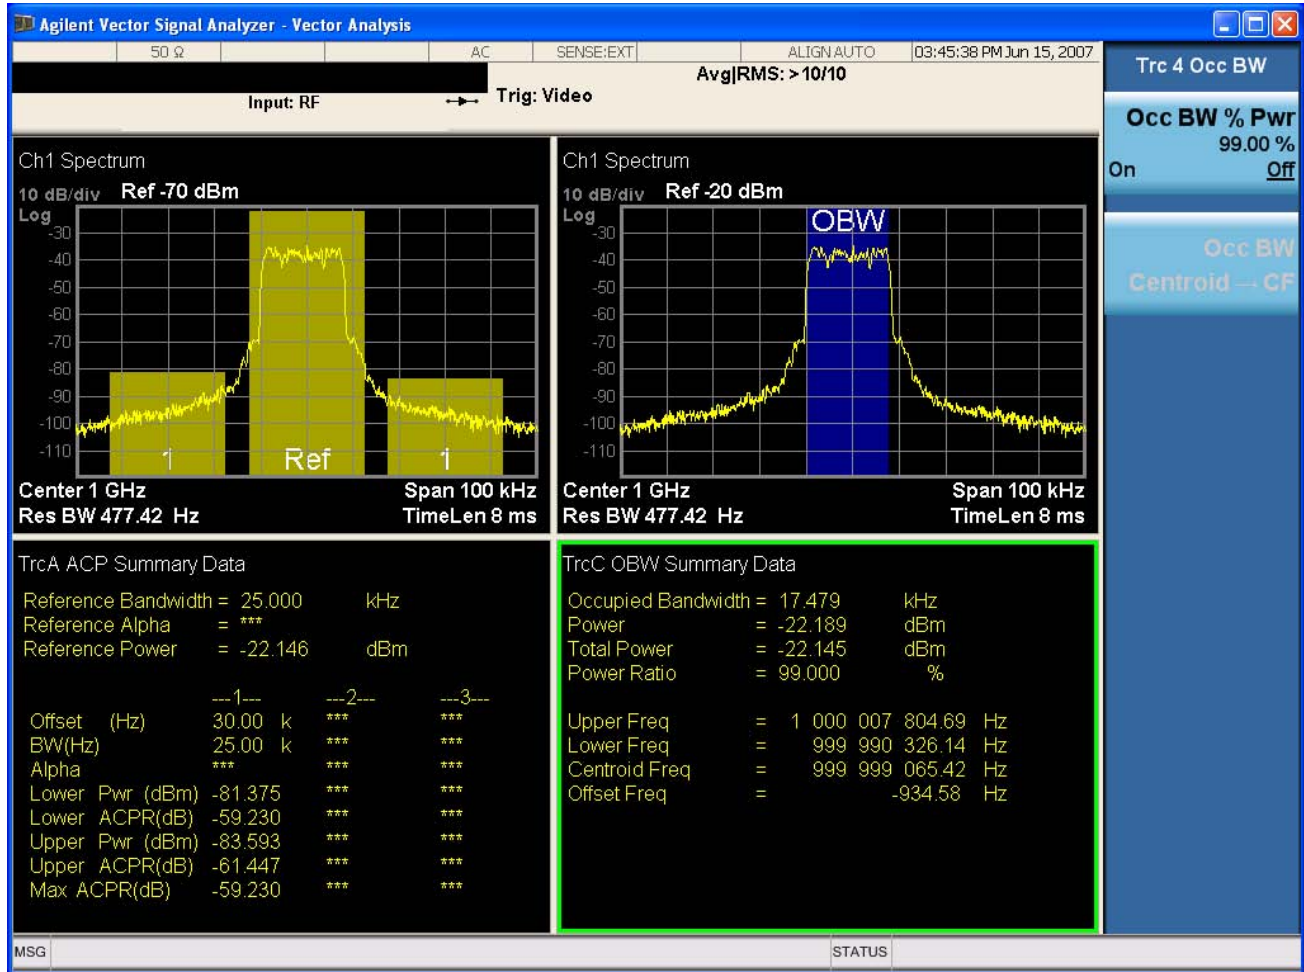 Agilent Vector Signal Analyzer - Vector Analysis
50 Ω AC SENSE:EXT ALIGN AUTO 03:45:38 PM Jun 15, 2007
Avg|RMS: >10/10
Input: RF Trig: Video
Trc 4 Occ BW
Occ BW % Pwr
99.00 %
On Off
Occ BW
Centroid → CF
Ch1 Spectrum
10 dB/div Ref -70 dBm
Log
-30
-40
-50
-60
-70
-80
-90
-100
-110
1 Ref 1
Center 1 GHz Span 100 kHz
Res BW 477.42 Hz TimeLen 8 ms
Ch1 Spectrum
10 dB/div Ref -20 dBm
Log
OBW
-30
-40
-50
-60
-70
-80
-90
-100
-110
Center 1 GHz Span 100 kHz
Res BW 477.42 Hz TimeLen 8 ms
TrcA ACP Summary Data
Reference Bandwidth = 25.000 kHz
Reference Alpha = ***
Reference Power = -22.146 dBm
---1--- ---2--- ---3---
Offset (Hz) 30.00 k *** ***
BW(Hz) 25.00 k *** ***
Alpha *** *** ***
Lower Pwr (dBm) -81.375 *** ***
Lower ACPR(dB) -59.230 *** ***
Upper Pwr (dBm) -83.593 *** ***
Upper ACPR(dB) -61.447 *** ***
Max ACPR(dB) -59.230 *** ***
TrcC OBW Summary Data
Occupied Bandwidth = 17.479 kHz
Power = -22.189 dBm
Total Power = -22.145 dBm
Power Ratio = 99.000 %
Upper Freq = 1 000 007 804.69 Hz
Lower Freq = 999 990 326.14 Hz
Centroid Freq = 999 999 065.42 Hz
Offset Freq = -934.58 Hz
MSG STATUS